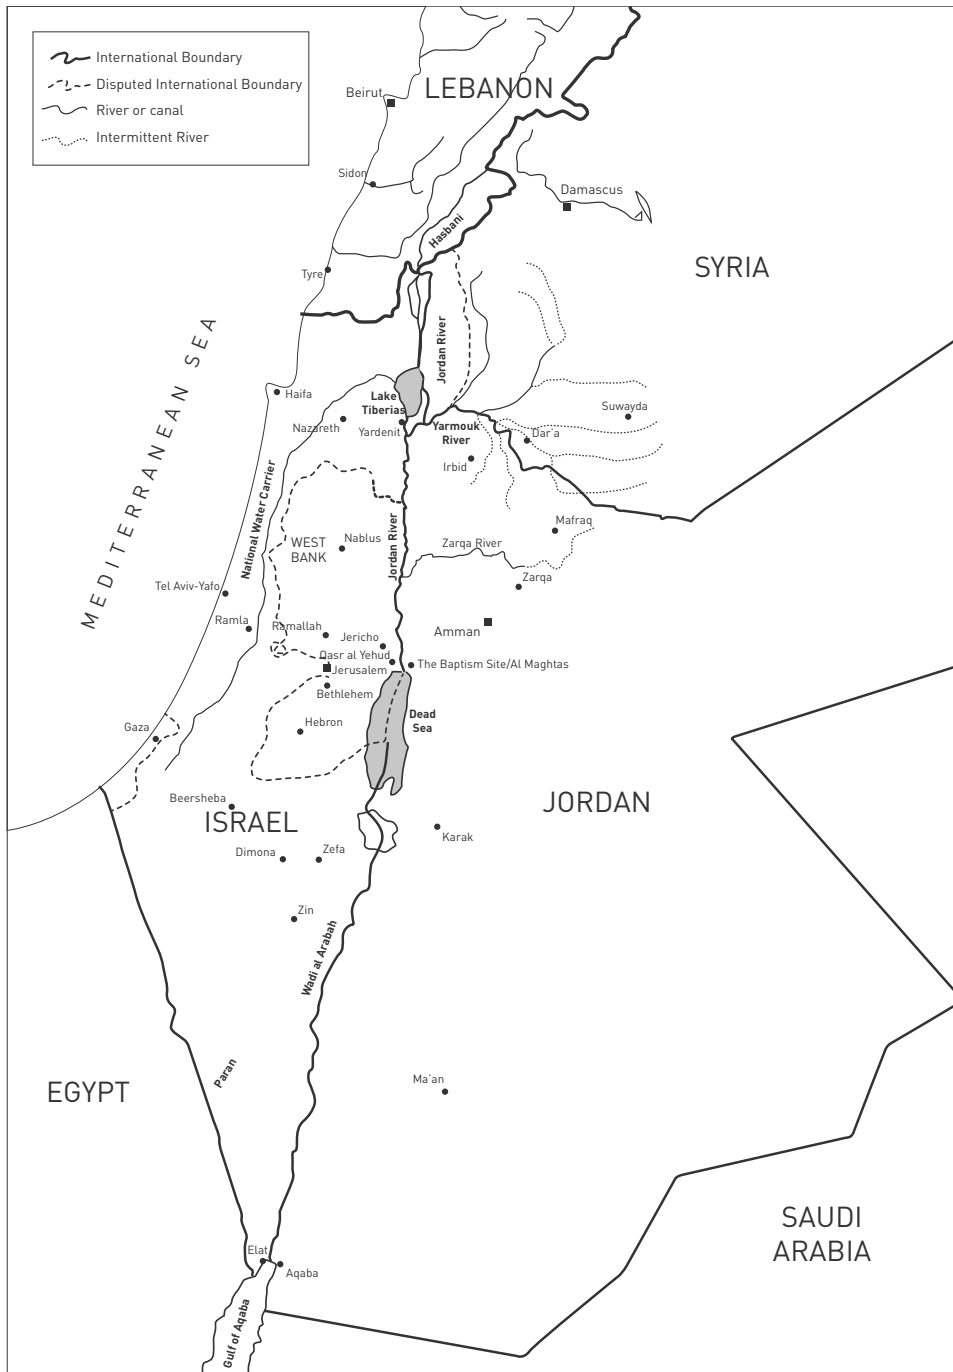 International Boundary
Disputed International Boundary
River or canal
Intermittent River
LEBANON
Beirut
Sidon
Damascus
Hasbani
SYRIA
Tyre
MEDITERRANEAN SEA
Jordan River
Haifa
Lake
Tiberias
Nazareth
Yardenit
Yarmouk
River
Suwayda
Dar'a
Irbid
National Water Carrier
Mafraq
WEST
BANK
Nablus
Jordan River
Zarqa River
Zarqa
Tel Aviv-Yafo
Ramla
Ramallah
Jericho
Amman
Qasr al Yehud
Jerusalem
The Baptism Site/Al Maghtas
Bethlehem
Gaza
Hebron
Dead
Sea
Beersheba
ISRAEL
JORDAN
Karak
Dimona
Zefa
Zin
Wadi al Arabah
Paran
EGYPT
Ma'an
SAUDI
ARABIA
Elat
Aqaba
Gulf of Aqaba